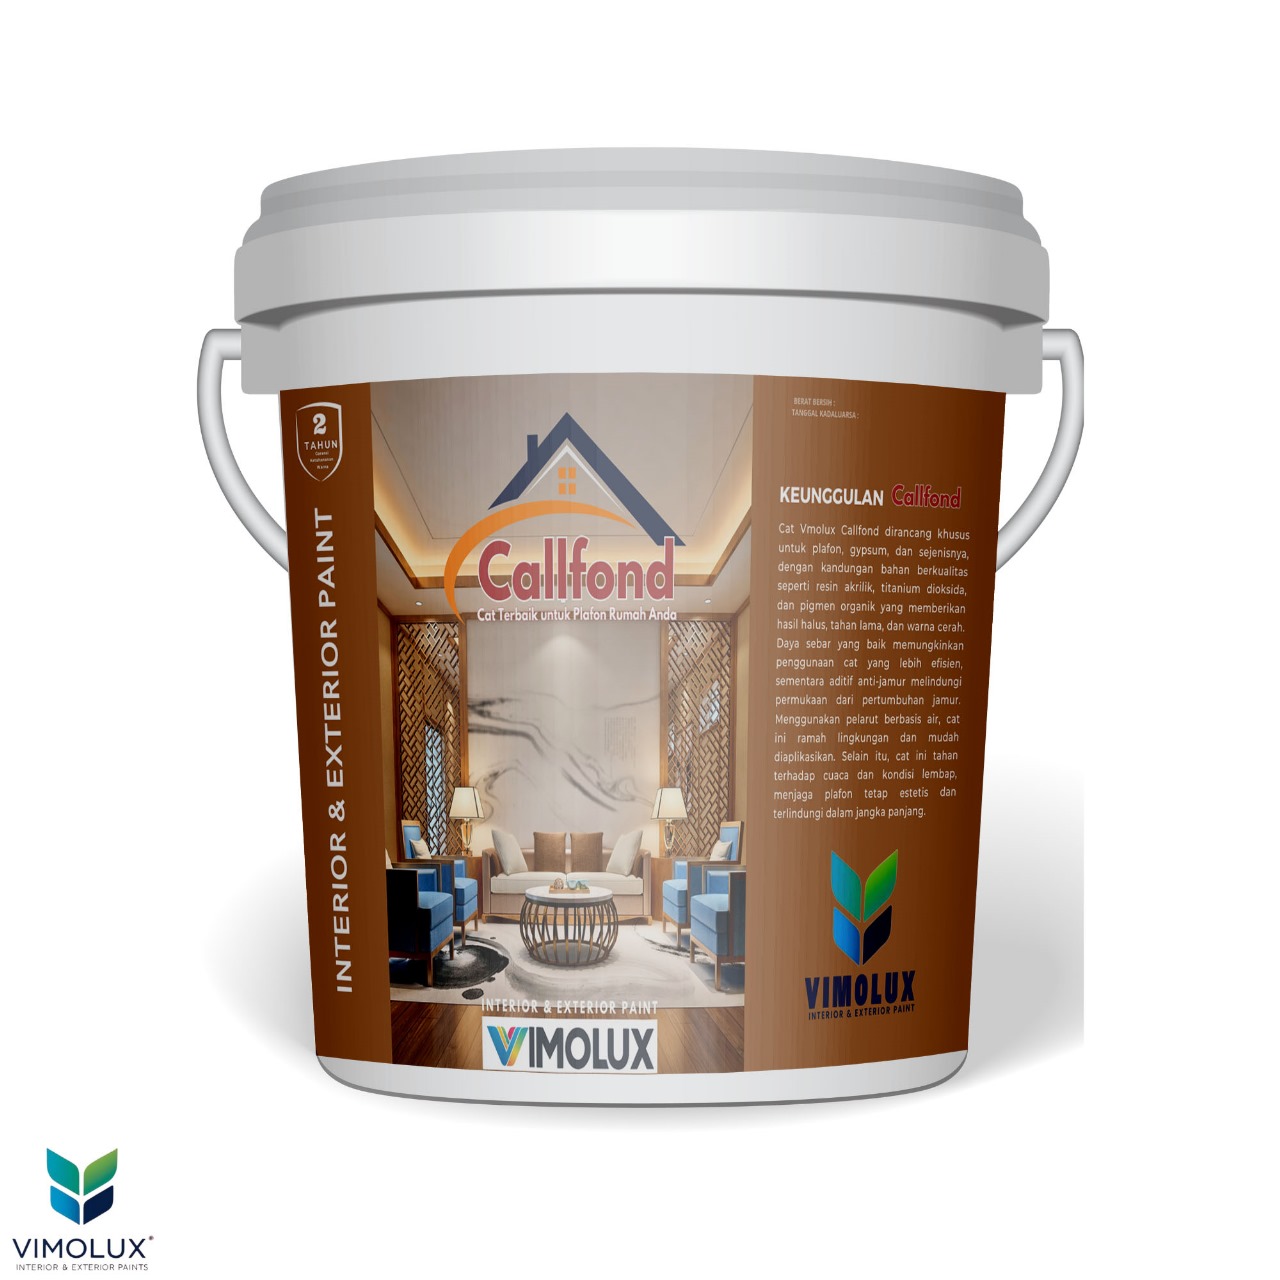 2
TAHUN
Garansi
Ketahanan
Warna
INTERIOR & EXTERIOR PAINT
Callfond
Cat Terbaik untuk Plafon Rumah Anda
INTERIOR & EXTERIOR PAINT
VIMOLUX
BERAT BERSIH :
TANGGAL KADALUARSA :
KEUNGGULAN Callfond
Cat Vmolux Callfond dirancang khusus
untuk plafon, gypsum, dan sejenisnya,
dengan kandungan bahan berkualitas
seperti resin akrilik, titanium dioksida,
dan pigmen organik yang memberikan
hasil halus, tahan lama, dan warna cerah.
Daya sebar yang baik memungkinkan
penggunaan cat yang lebih efisien,
sementara aditif anti-jamur melindungi
permukaan dari pertumbuhan jamur.
Menggunakan pelarut berbasis air, cat
ini ramah lingkungan dan mudah
diaplikasikan. Selain itu, cat ini tahan
terhadap cuaca dan kondisi lembap,
menjaga plafon tetap estetis dan
terlindungi dalam jangka panjang.
VIMOLUX
INTERIOR & EXTERIOR PAINT
VIMOLUX®
INTERIOR & EXTERIOR PAINTS